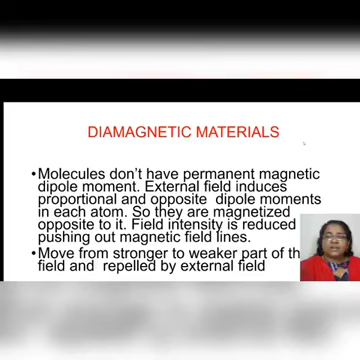 DIAMAGNETIC MATERIALS
•Molecules don't have permanent magnetic
dipole moment. External field induces
proportional and opposite dipole moments
in each atom. So they are magnetized
opposite to it. Field intensity is reduced
pushing out magnetic field lines.
•Move from stronger to weaker part of th
field and repelled by external field